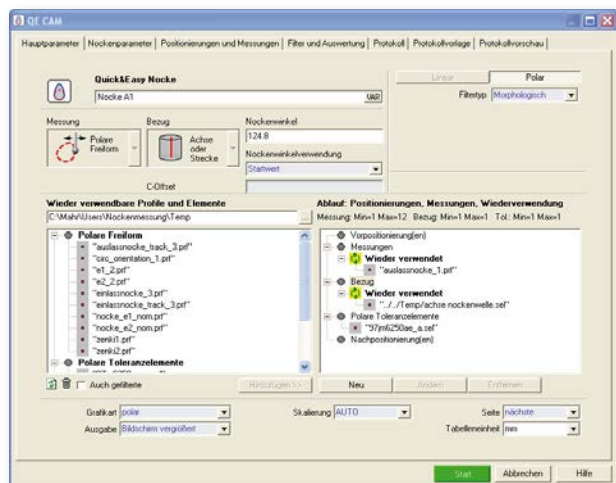 QE CAM
Hauptparameter Nockenparameter Positionierungen und Messungen Filter und Auswertung Protokoll Protokollvorlage Protokollvorschau
Quick&Easy Nocke
Nocke A1 VAR
Linear Polar
Filtertyp Morphologisch
Messung Bezug Nockenwinkel
Polare Freiform
Achse oder Strecke
124.8
Nockenwinkelverwendung
Startwert
C-Offset
Wieder verwendbare Profile und Elemente
C:\Mahr\Users\Nockenmessung\Temp ...
Polare Freiform
"auslassnocke_track_3.prf"
"circ_orientation_1.prf"
"e1_2.prf"
"e2_2.prf"
"einlassnocke_3.prf"
"einlassnocke_track_3.prf"
"nocke_e1_nom.prf"
"nocke_e2_nom.prf"
"zenki1.prf"
"zenki2.prf"
Polare Toleranzelemente
Auch gefilterte
Hinzufügen >>
Ablauf: Positionierungen, Messungen, Wiederverwendung
Messung: Min=1 Max=12 Bezug: Min=1 Max=1 Tol.: Min=1 Max=1
Vorpositionierung(en)
Messungen
Wieder verwendet
"auslassnocke_1.prf"
Bezug
Wieder verwendet
"../../Temp/achse nockenwelle.sel"
Polare Toleranzelemente
"97jm6250ae_a.sel"
Nachpositionierung(en)
Neu Ändern Entfernen
Grafikart polar Skalierung AUTO Seite nächste
Ausgabe Bildschirm vergrößert Tabelleneinheit mm
Start Abbrechen Hilfe